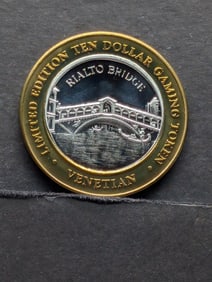 · LIMITED EDITION TEN DOLLAR GAMING TOKEN ·
RIALTO BRIDGE
VENETIAN